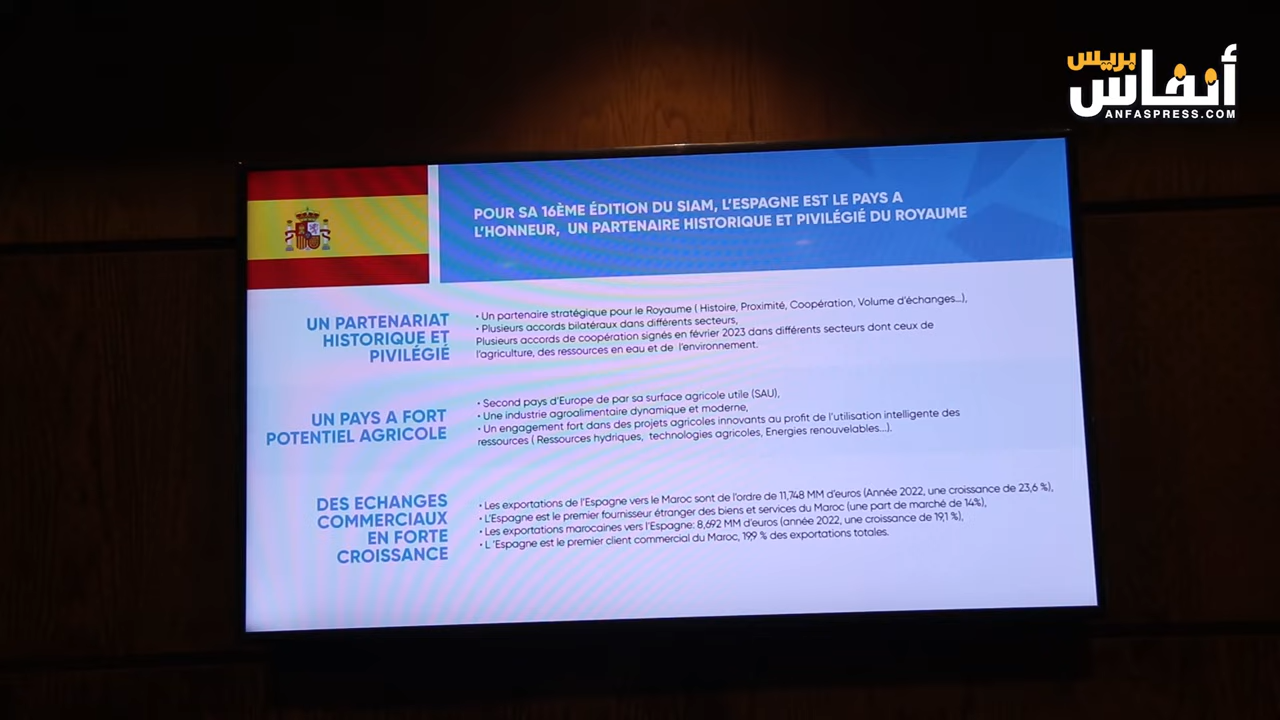 أنفاس بريس
ANFASPRESS.COM
POUR SA 16ÈME ÉDITION DU SIAM, L'ESPAGNE EST LE PAYS A
L'HONNEUR, UN PARTENAIRE HISTORIQUE ET PIVILÉGIÉ DU ROYAUME
UN PARTENARIAT
HISTORIQUE ET
PIVILÉGIÉ
• Un partenaire stratégique pour le Royaume ( Histoire, Proximité, Coopération, Volume d'échanges...),
• Plusieurs accords bilatéraux dans différents secteurs,
Plusieurs accords de coopération signés en février 2023 dans différents secteurs dont ceux de
l'agriculture, des ressources en eau et de l'environnement.
UN PAYS A FORT
POTENTIEL AGRICOLE
• Second pays d'Europe de par sa surface agricole utile (SAU),
• Une industrie agroalimentaire dynamique et moderne,
• Un engagement fort dans des projets agricoles innovants au profit de l'utilisation intelligente des
ressources ( Ressources hydriques, technologies agricoles, Energies renouvelables...).
DES ECHANGES
COMMERCIAUX
EN FORTE
CROISSANCE
• Les exportations de l'Espagne vers le Maroc sont de l'ordre de 11,748 MM d'euros (Année 2022, une croissance de 23,6 %),
• L'Espagne est le premier fournisseur étranger des biens et services du Maroc (une part de marché de 14%),
• Les exportations marocaines vers l'Espagne: 8,692 MM d'euros (année 2022, une croissance de 19,1 %),
• L 'Espagne est le premier client commercial du Maroc, 19,9 % des exportations totales.